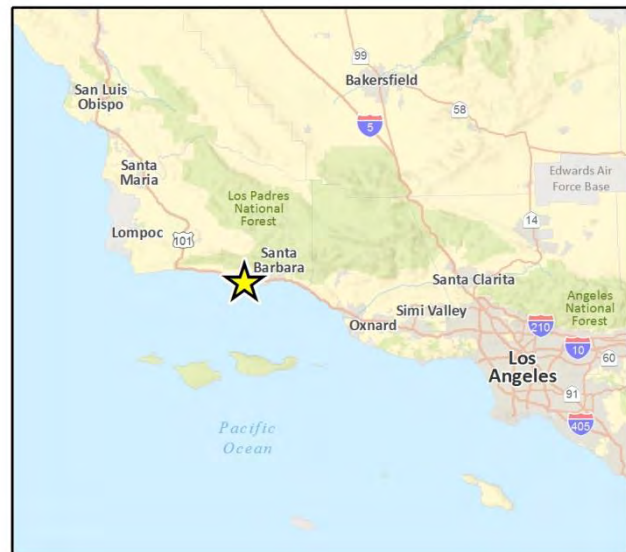 99
Bakersfield
San Luis
Obispo
58
5
Santa
Maria
Edwards Air
Force Base
Los Padres
National
Forest
14
Lompoc
101
Santa
Barbara
Santa Clarita
Simi Valley
Angeles
National
Forest
Oxnard
210
10
Los
Angeles
60
91
405
Pacific
Ocean